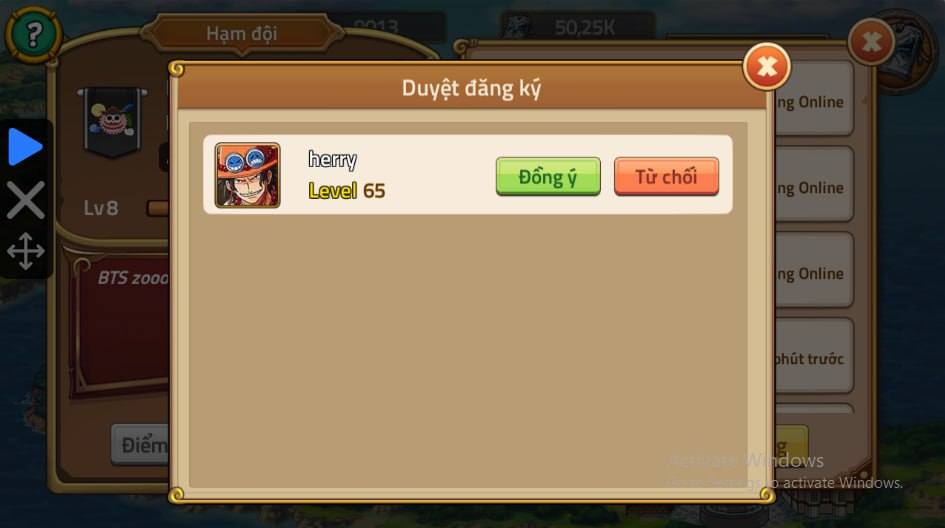 ?
Hạm đội
9013
50,25K
Duyệt đăng ký
ng Online
herry
Level 65
Đồng ý
Từ chối
ng Online
Lv8
BTS zooo
ng Online
phút trước
Điểm
g
Activate Windows
Go to Settings to activate Windows.